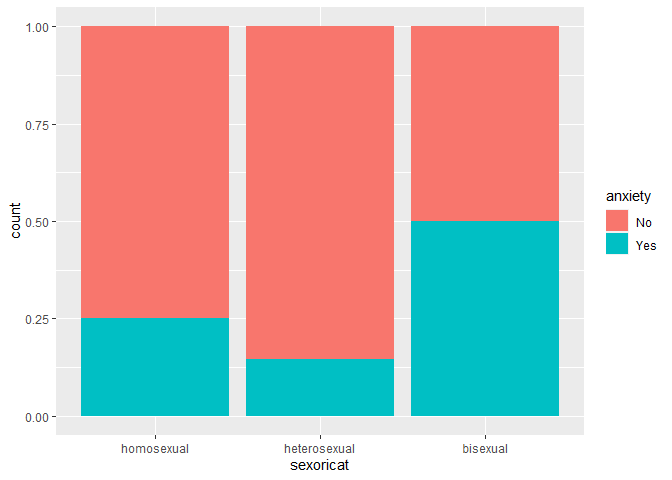 1.00
0.75
0.50
0.25
0.00
count
homosexual heterosexual bisexual
sexoricat
anxiety
No
Yes